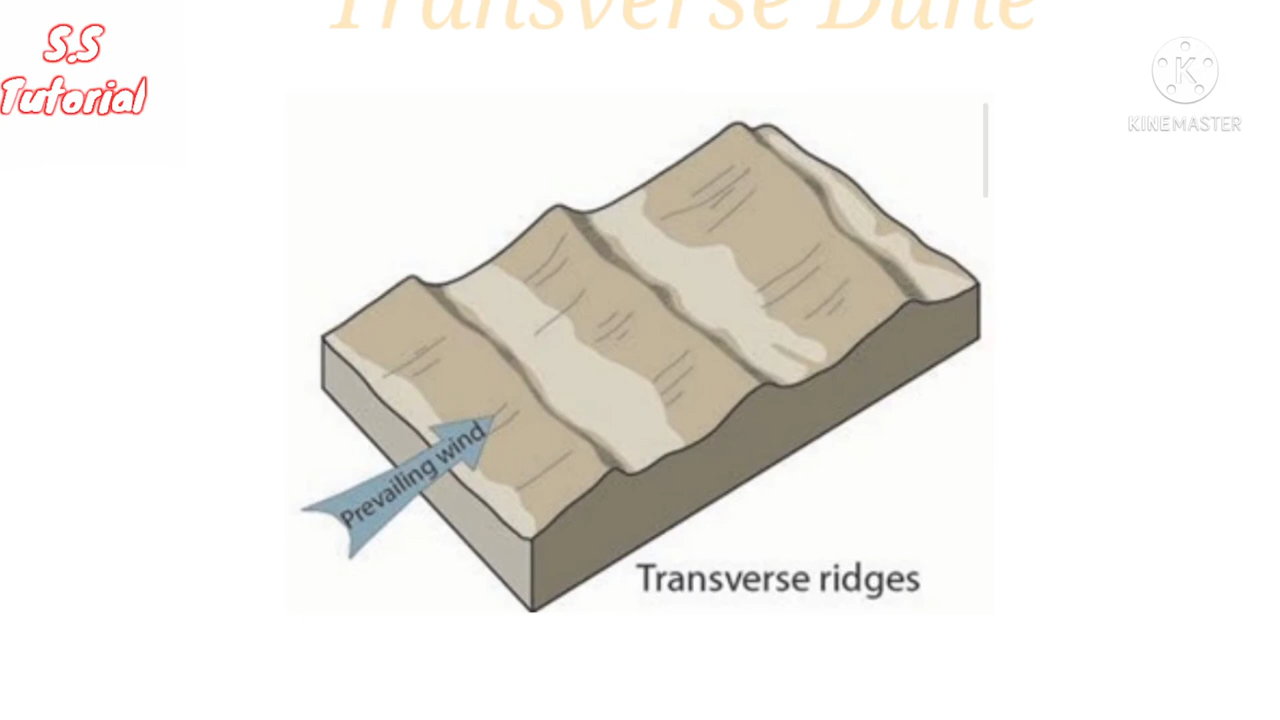 Transverse Dune
S.S
Tutorial
K
KINEMASTER
Prevailing wind
Transverse ridges